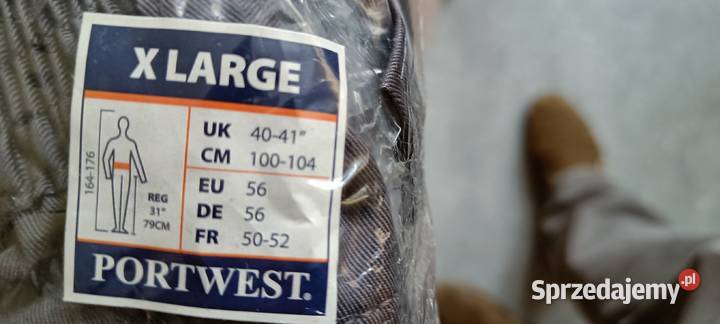 X LARGE
164-176
REG
31"
79CM
UK 40-41"
CM 100-104
EU 56
DE 56
FR 50-52
PORTWEST®
Sprzedajemy.pl